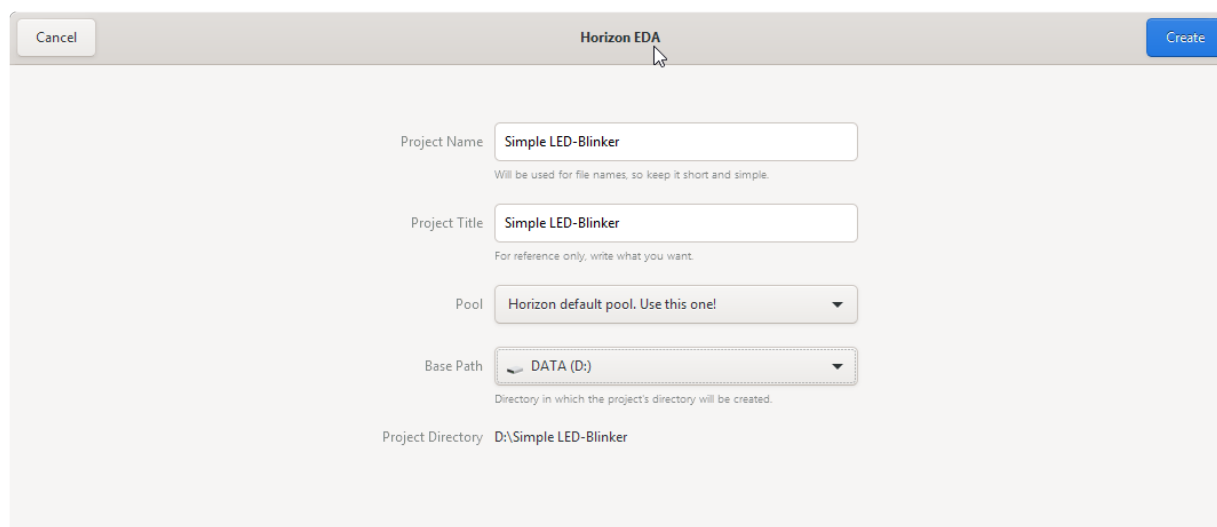 Cancel
Horizon EDA
Create
Project Name
Simple LED-Blinker
Will be used for file names, so keep it short and simple.
Project Title
Simple LED-Blinker
For reference only, write what you want.
Pool
Horizon default pool. Use this one!
Base Path
DATA (D:)
Directory in which the project's directory will be created.
Project Directory
D:\Simple LED-Blinker